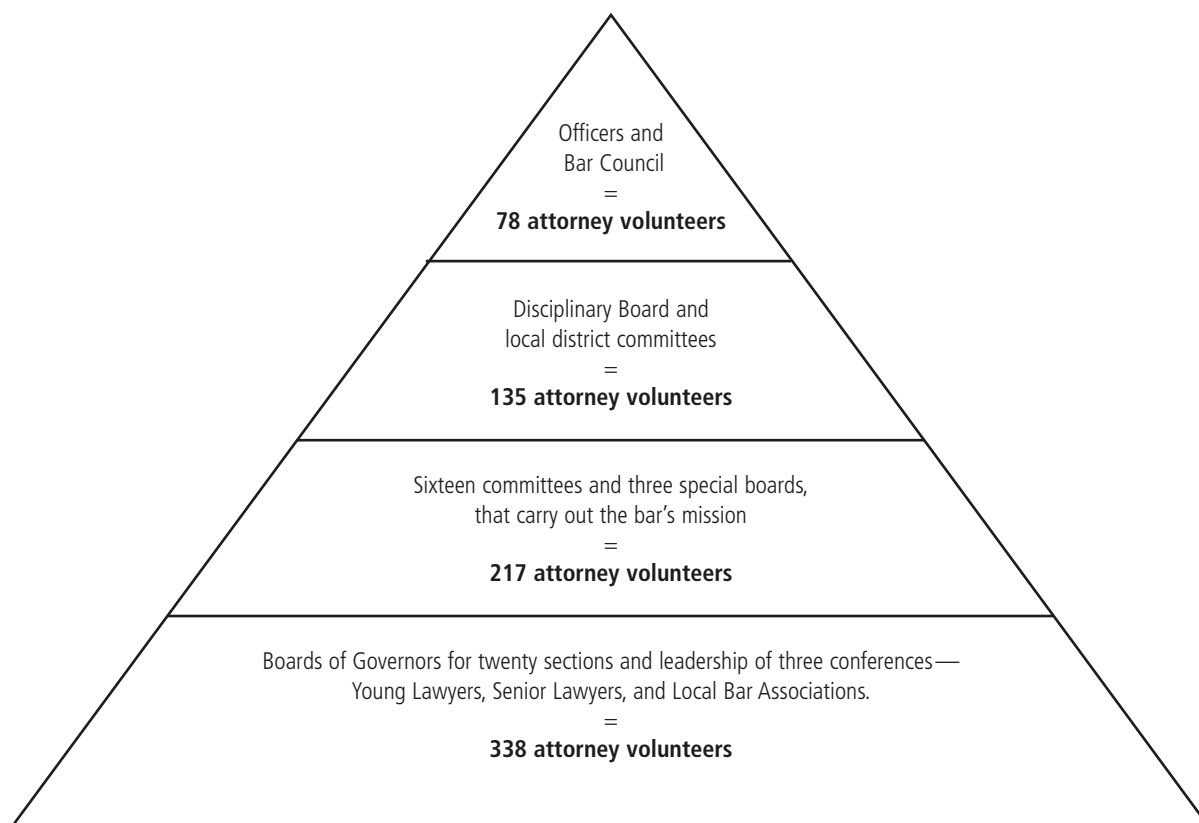 Officers and
Bar Council
=
78 attorney volunteers
Disciplinary Board and
local district committees
=
135 attorney volunteers
Sixteen committees and three special boards,
that carry out the bar’s mission
=
217 attorney volunteers
Boards of Governors for twenty sections and leadership of three conferences—
Young Lawyers, Senior Lawyers, and Local Bar Associations.
=
338 attorney volunteers